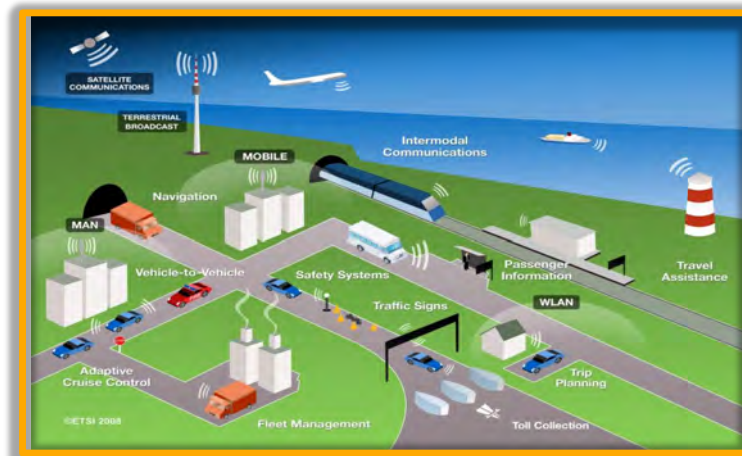 SATELLITE
COMMUNICATIONS
TERRESTRIAL
BROADCAST
Intermodal
Communications
MOBILE
Navigation
MAN
Vehicle-to-Vehicle
Safety Systems
Passenger
Information
Travel
Assistance
Traffic Signs
WLAN
Adaptive
Cruise Control
Trip
Planning
©ETSI 2008
Fleet Management
Toll Collection